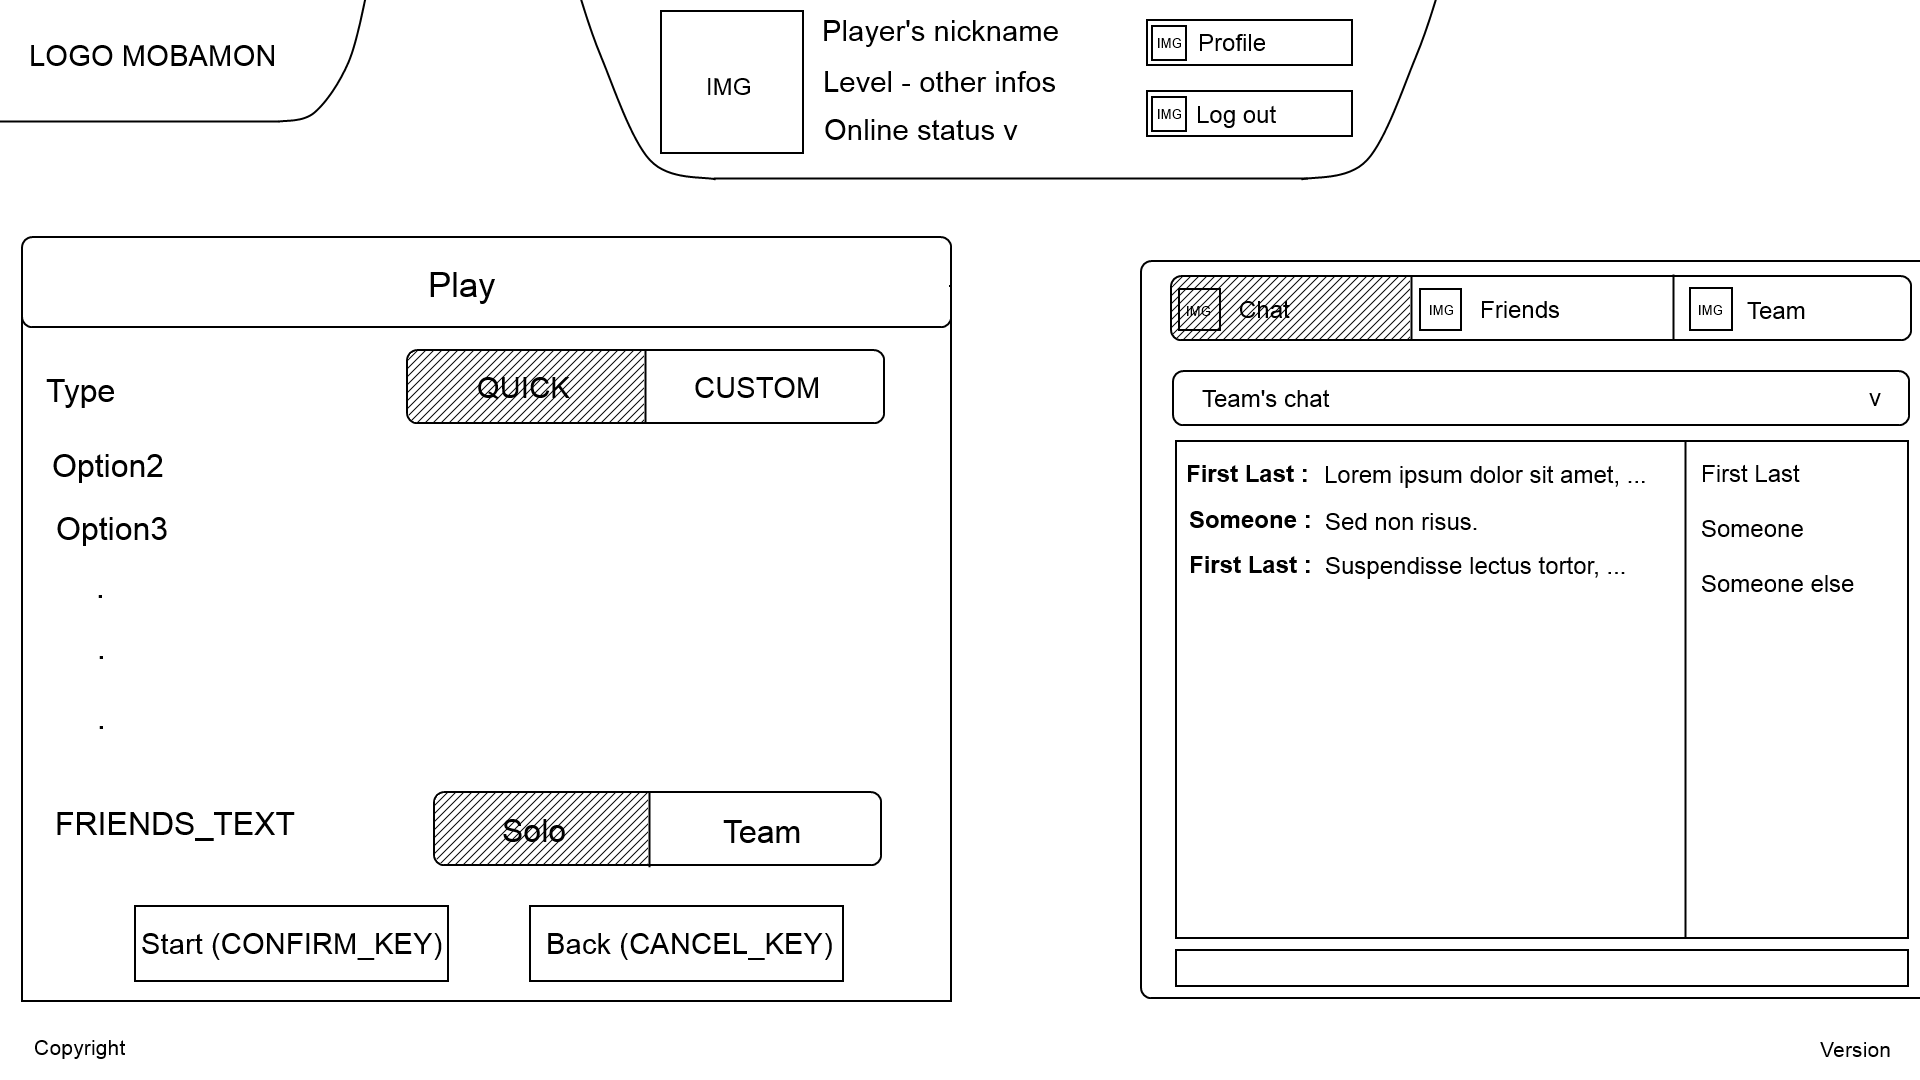 LOGO MOBAMON
IMG
Player's nickname
Level - other infos
Online status v
IMG Profile
IMG Log out
Play
Type
QUICK CUSTOM
Option2
Option3
.
.
.
FRIENDS_TEXT
Solo Team
Start (CONFIRM_KEY) Back (CANCEL_KEY)
IMG Chat IMG Friends IMG Team
Team's chat v
First Last : Lorem ipsum dolor sit amet, ...
Someone : Sed non risus.
First Last : Suspendisse lectus tortor, ...
First Last
Someone
Someone else
Copyright
Version